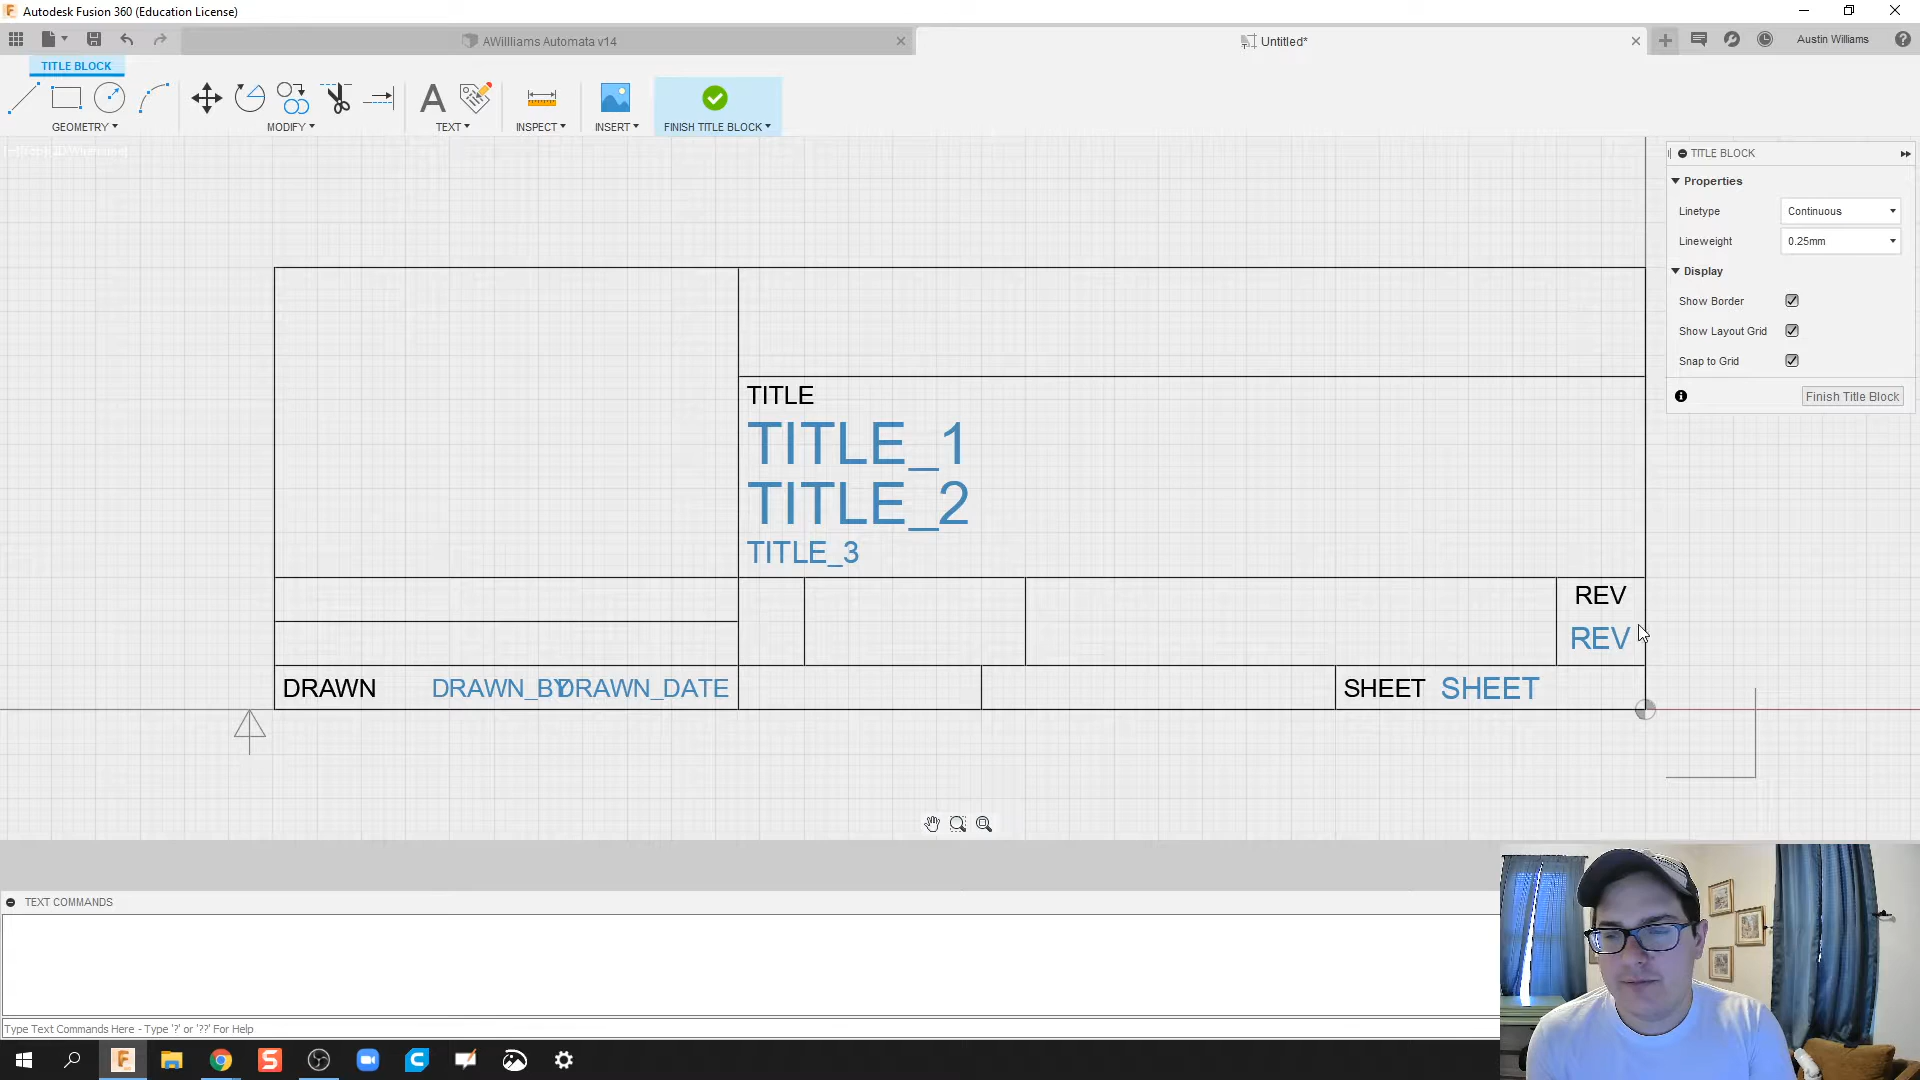 Autodesk Fusion 360 (Education License)
AWilliams Automata v14
Untitled*
Austin Williams
TITLE BLOCK
GEOMETRY
MODIFY
TEXT
INSPECT
INSERT
FINISH TITLE BLOCK
TITLE BLOCK
Properties
Linetype Continuous
Lineweight 0.25mm
Display
Show Border
Show Layout Grid
Snap to Grid
Finish Title Block
TITLE
TITLE_1
TITLE_2
TITLE_3
REV
REV
DRAWN DRAWN_BY DRAWN_DATE
SHEET SHEET
TEXT COMMANDS
Type Text Commands Here - Type '?' or '??' For Help